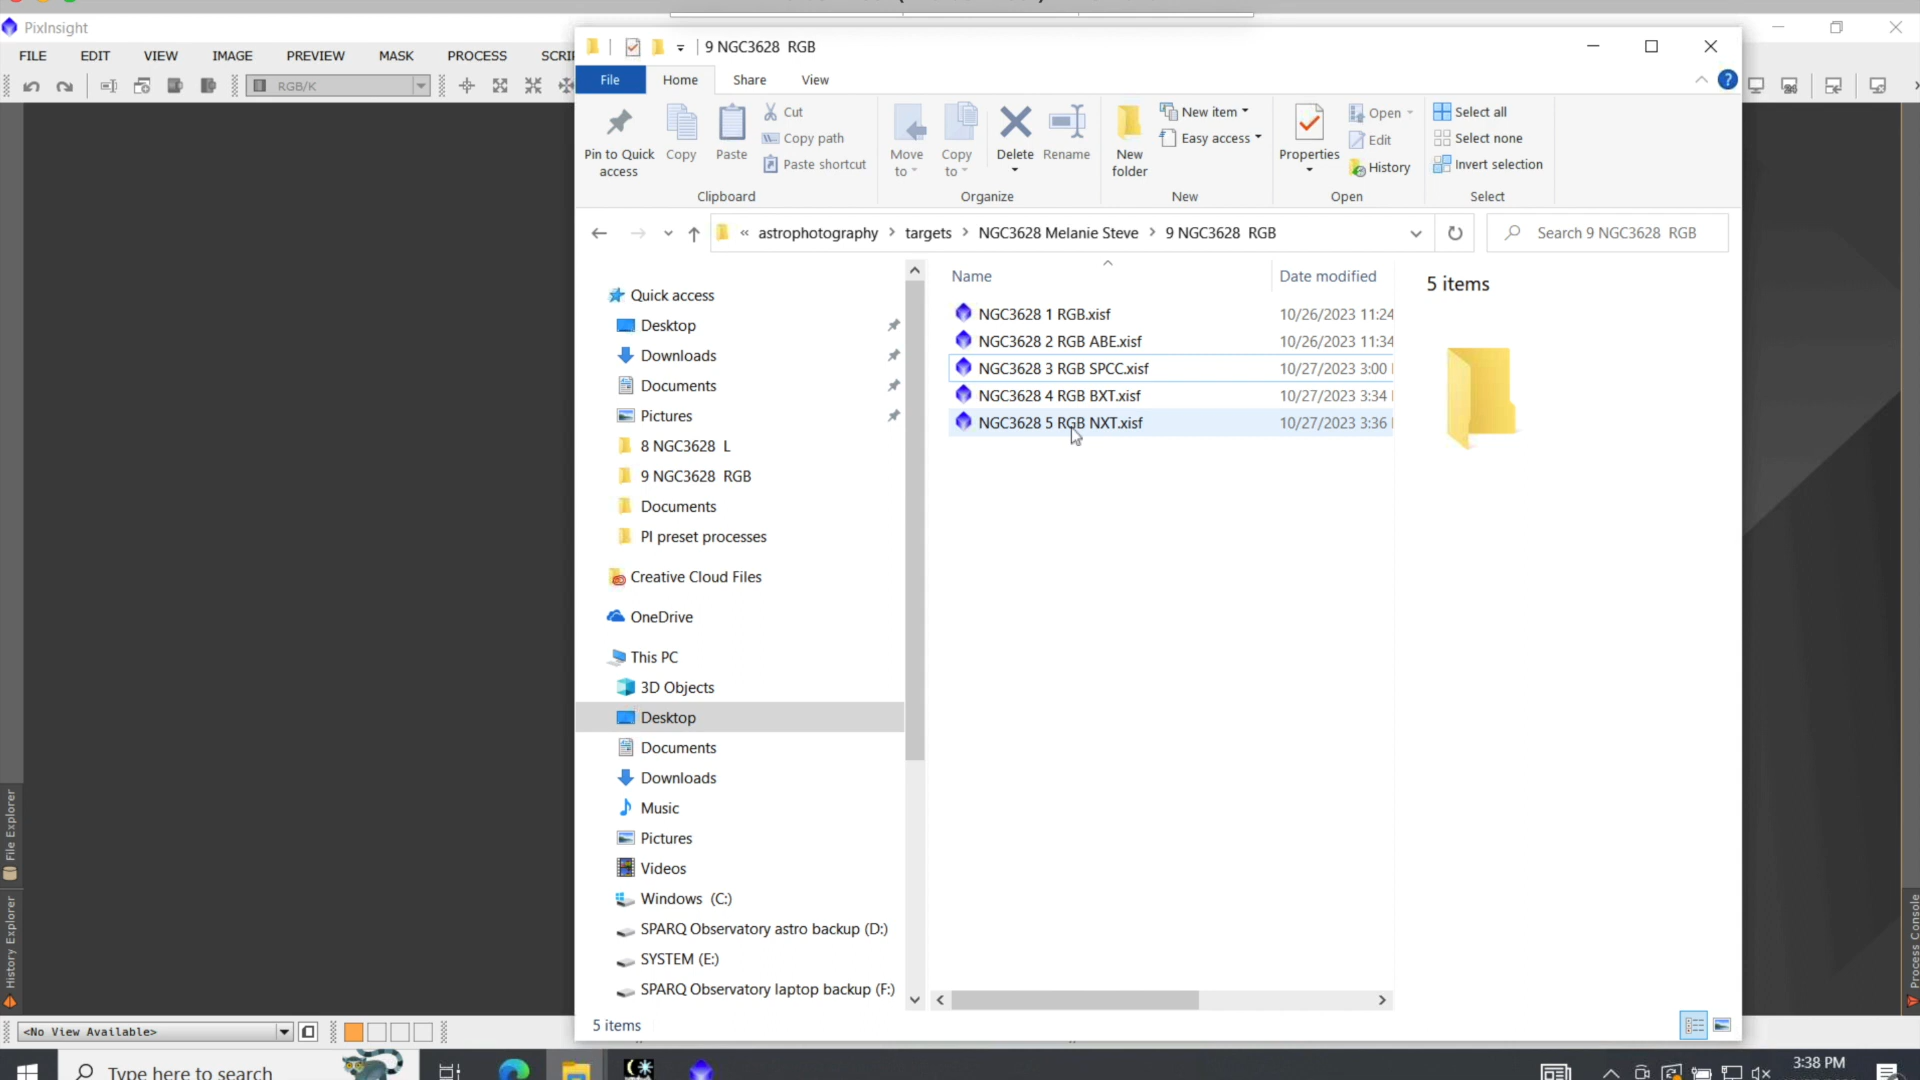 PixInsight
9 NGC3628  RGB
FILE EDIT VIEW IMAGE PREVIEW MASK PROCESS
File Home Share View
RGB/K
Pin to Quick access
Copy
Paste
Cut
Copy path
Paste shortcut
Clipboard
Move to
Copy to
Delete
Rename
Organize
New folder
New item
Easy access
New
Properties
Open
Edit
History
Open
Select all
Select none
Invert selection
Select
« astrophotography > targets > NGC3628 Melanie Steve > 9 NGC3628  RGB
Search 9 NGC3628  RGB
Quick access
Desktop
Downloads
Documents
Pictures
8 NGC3628  L
9 NGC3628  RGB
Documents
PI preset processes
Creative Cloud Files
OneDrive
This PC
3D Objects
Desktop
Documents
Downloads
Music
Pictures
Videos
Windows (C:)
SPARQ Observatory astro backup (D:)
SYSTEM (E:)
SPARQ Observatory laptop backup (F:)
Name Date modified
NGC3628 1 RGB.xisf 10/26/2023 11:24
NGC3628 2 RGB ABE.xisf 10/26/2023 11:34
NGC3628 3 RGB SPCC.xisf 10/27/2023 3:00
NGC3628 4 RGB BXT.xisf 10/27/2023 3:34
NGC3628 5 RGB NXT.xisf 10/27/2023 3:36
5 items
5 items
File Explorer
History Explorer
Process Console
<No View Available>
Type here to search
3:38 PM